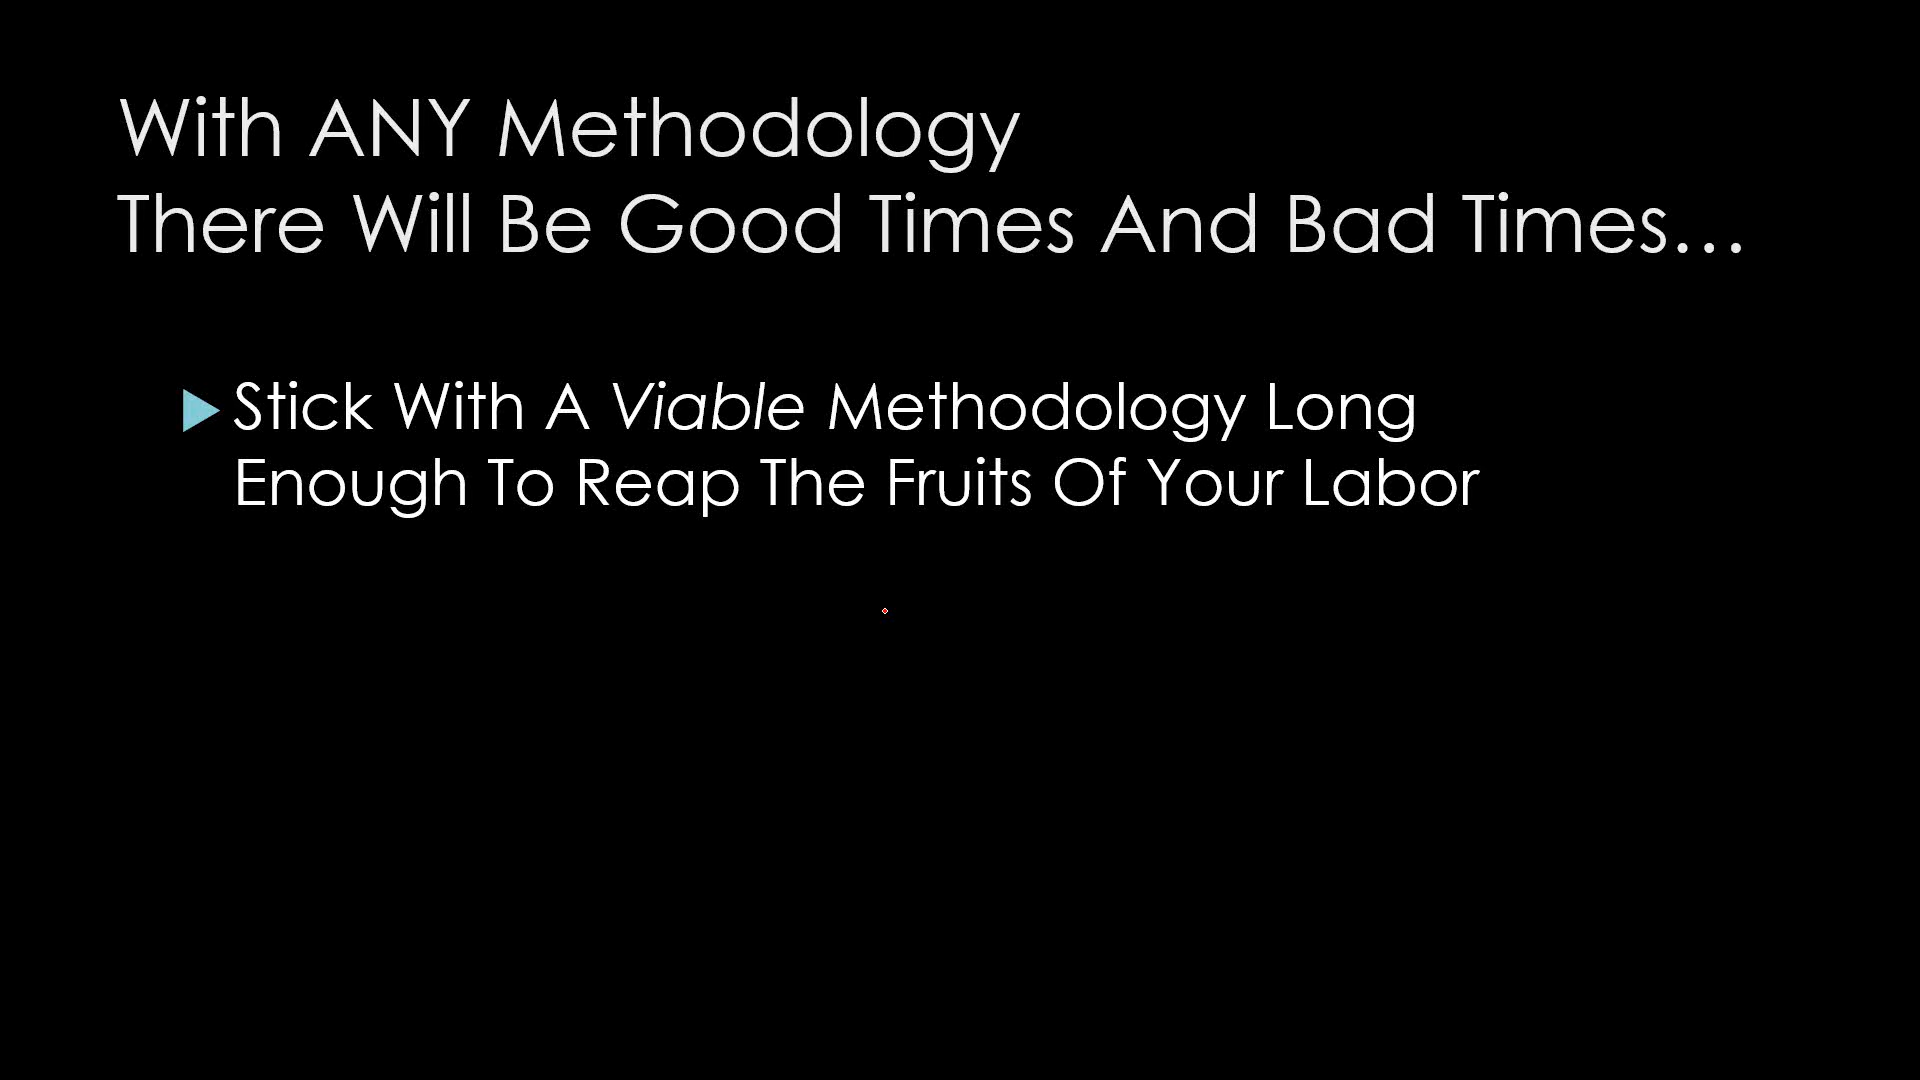 With ANY Methodology
There Will Be Good Times And Bad Times…
Stick With A Viable Methodology Long
Enough To Reap The Fruits Of Your Labor